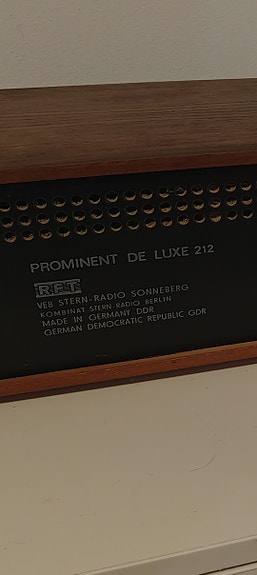 PROMINENT DE LUXE 212
RFT
VEB STERN-RADIO SONNEBERG
KOMBINAT STERN-RADIO BERLIN
MADE IN GERMANY DDR
GERMAN DEMOCRATIC REPUBLIC GDR